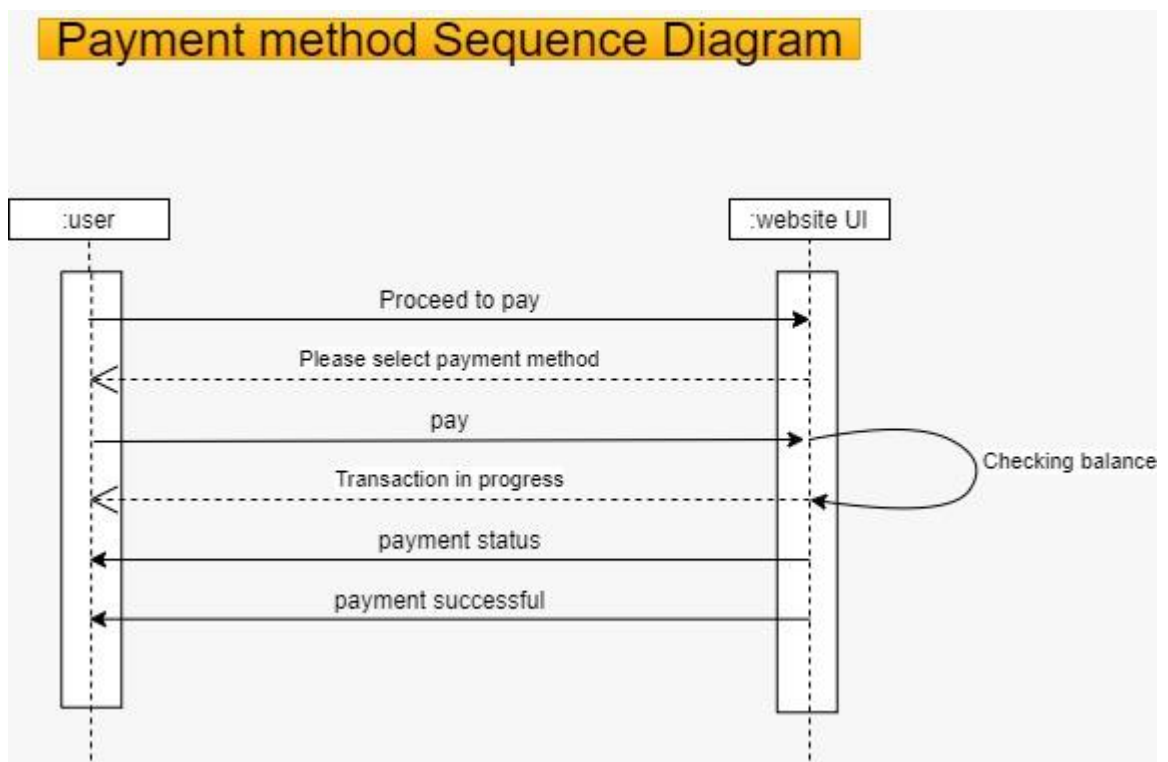 Payment method Sequence Diagram
:user
:website UI
Proceed to pay
Please select payment method
pay
Checking balance
Transaction in progress
payment status
payment successful